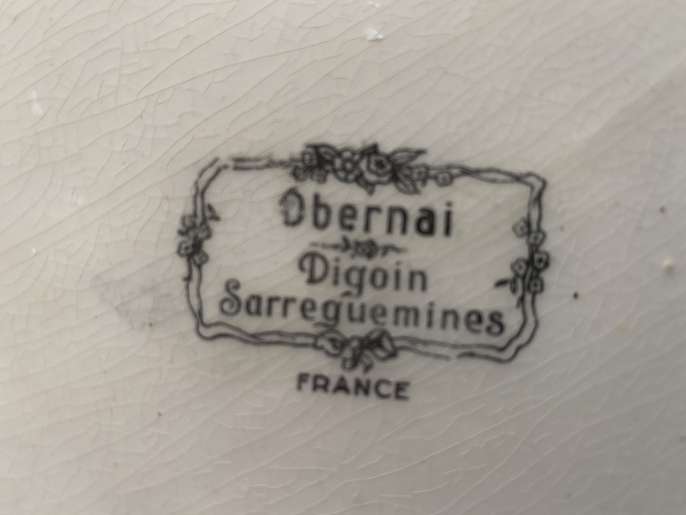 Obernai
Digoin
Sarreguemines
FRANCE